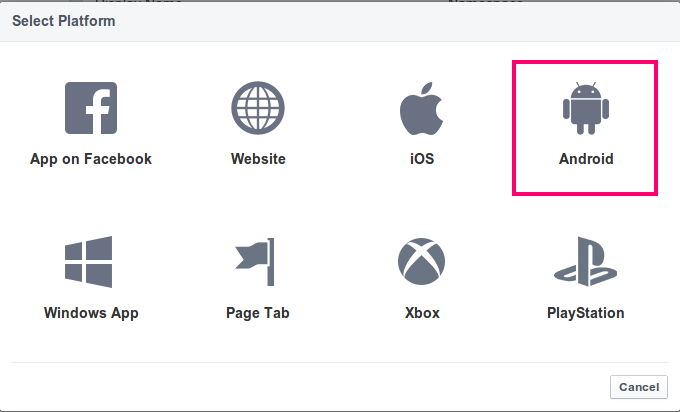 Select Platform
App on Facebook
Website
iOS
Android
Windows App
Page Tab
Xbox
PlayStation
Cancel